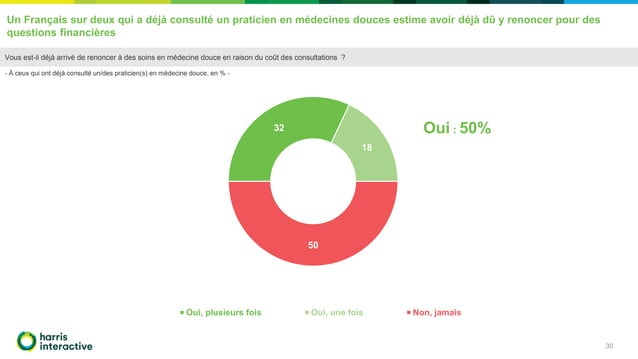 Un Français sur deux qui a déjà consulté un praticien en médecines douces estime avoir déjà dû y renoncer pour des
questions financières
Vous est-il déjà arrivé de renoncer à des soins en médecine douce en raison du coût des consultations ?
- À ceux qui ont déjà consulté un/des praticien(s) en médecine douce, en % -
Oui : 50%
32
18
50
Oui, plusieurs fois
Oui, une fois
Non, jamais
harris
interactive
30